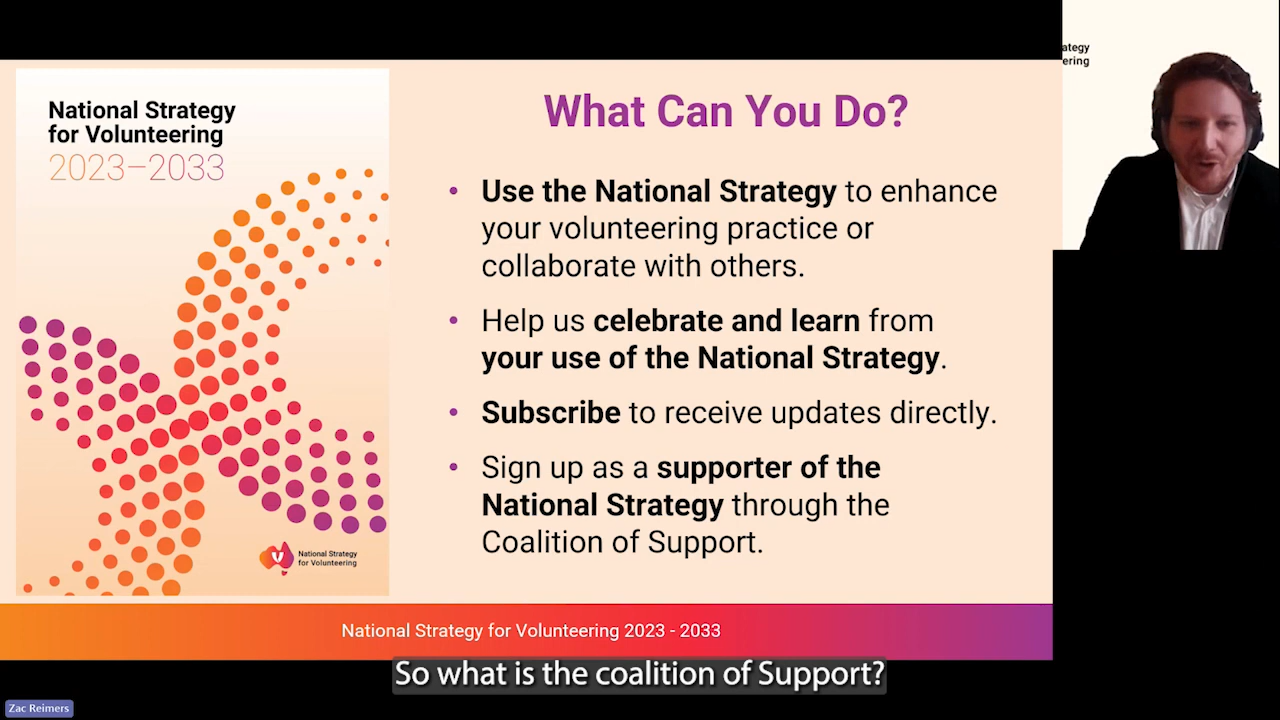 National Strategy
for Volunteering
2023–2033
National Strategy
for Volunteering
What Can You Do?
• Use the National Strategy to enhance
your volunteering practice or
collaborate with others.
• Help us celebrate and learn from
your use of the National Strategy.
• Subscribe to receive updates directly.
• Sign up as a supporter of the
National Strategy through the
Coalition of Support.
National Strategy for Volunteering 2023 - 2033
ategy
ering
So what is the coalition of Support?
Zac Reimers